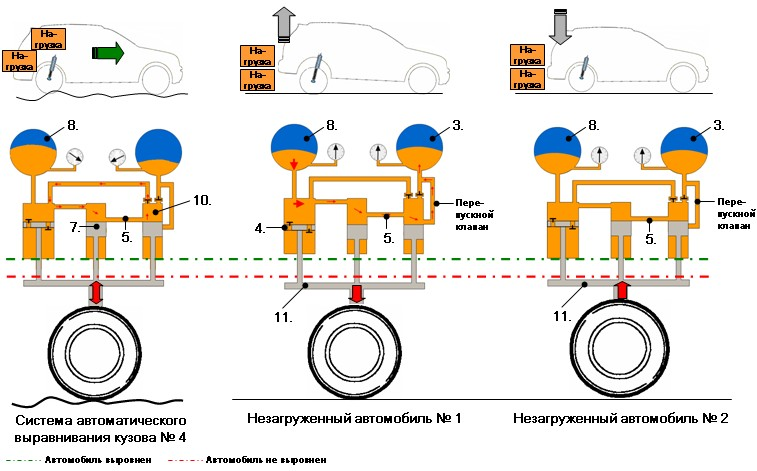 На-
грузка
На-
грузка
На-
грузка
На-
грузка
На-
грузка
На-
грузка
8.
10.
7.
5.
8.
3.
Пере-
пускной
клапан
4.
5.
11.
8.
3.
Пере-
пускной
клапан
5.
11.
Система автоматического
выравнивания кузова № 4
Незагруженный автомобиль № 1
Незагруженный автомобиль № 2
Автомобиль выровнен
Автомобиль не выровнен